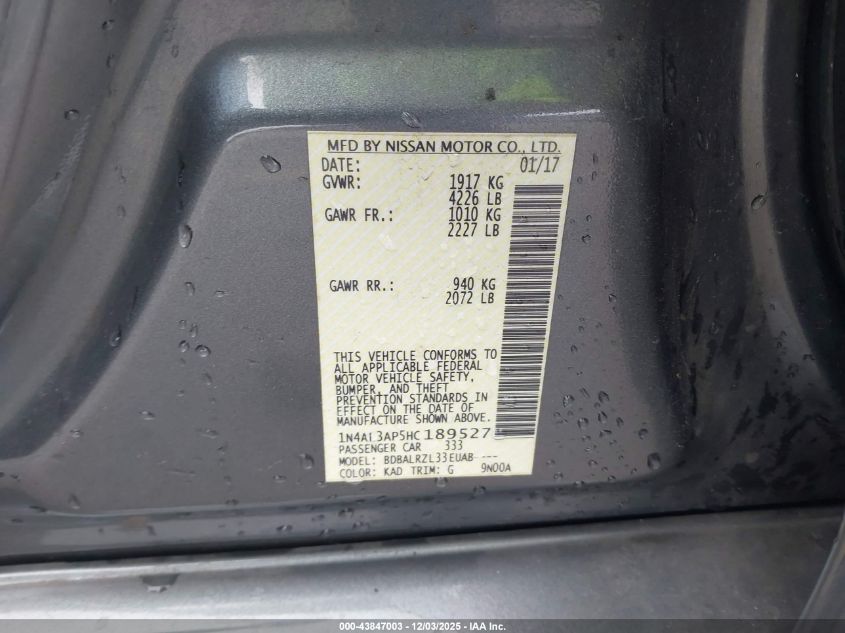 MFD BY NISSAN MOTOR CO., LTD.
DATE: 01/17
GVWR: 1917 KG
4226 LB
GAWR FR.: 1010 KG
2227 LB
GAWR RR.: 940 KG
2072 LB
THIS VEHICLE CONFORMS TO
ALL APPLICABLE FEDERAL
MOTOR VEHICLE SAFETY,
BUMPER, AND THEFT
PREVENTION STANDARDS IN
EFFECT ON THE DATE OF
MANUFACTURE SHOWN ABOVE.
1N4AL3AP5HC189527
PASSENGER CAR 333
MODEL: BDBALRZL33EUAB----
COLOR: KAD TRIM: G 9N00A
000-43847003 - 12/03/2025 - IAA Inc.